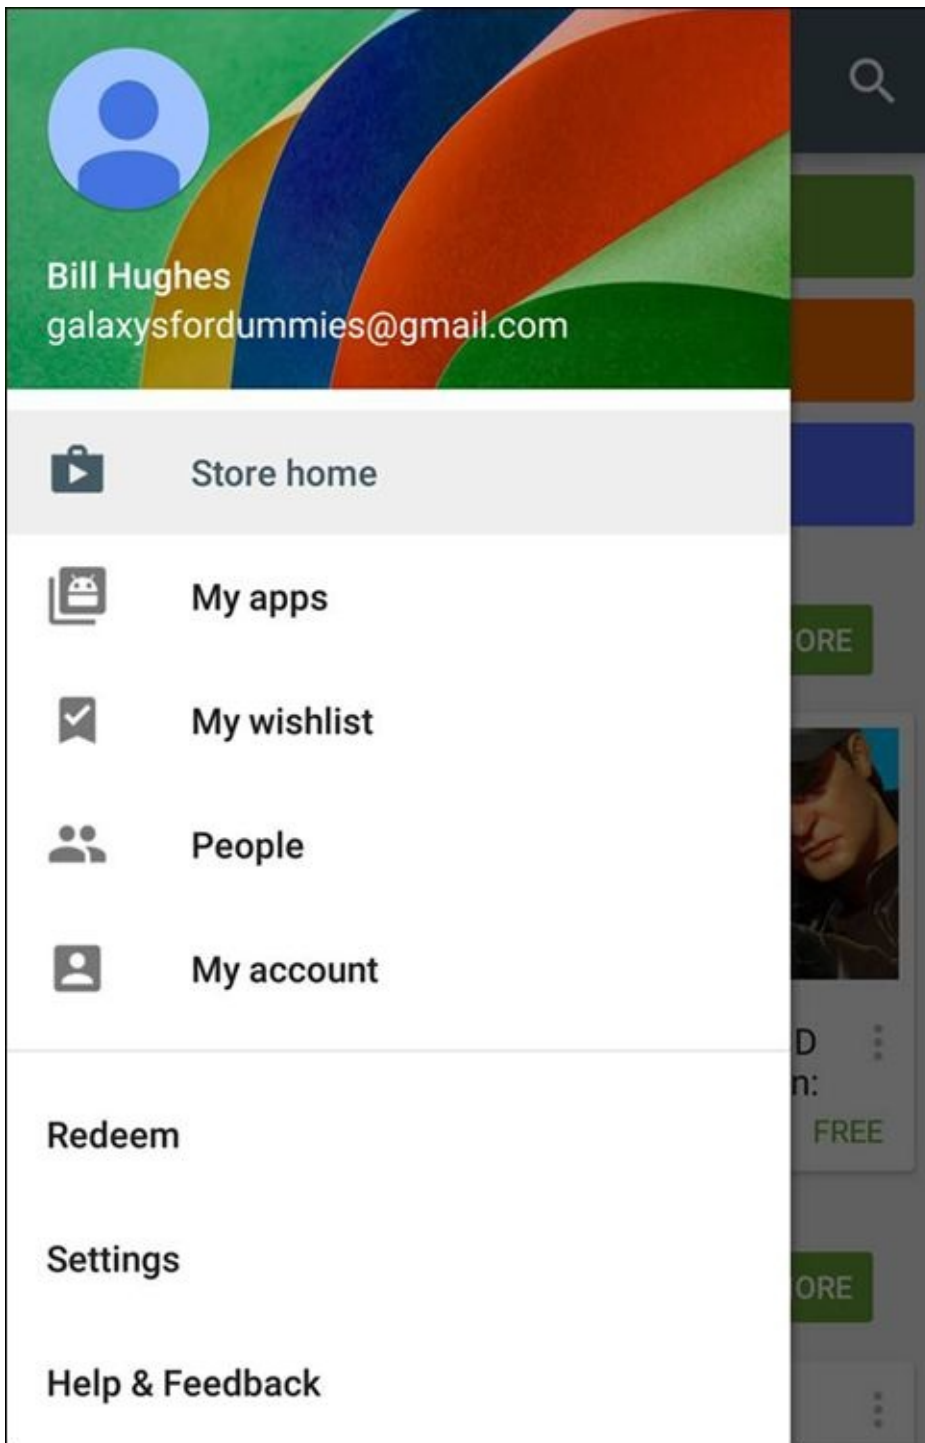 Bill Hughes
galaxysfordummies@gmail.com
Store home
My apps
My wishlist
People
My account
Redeem
Settings
Help & Feedback
ORE
D
n:
FREE
ORE